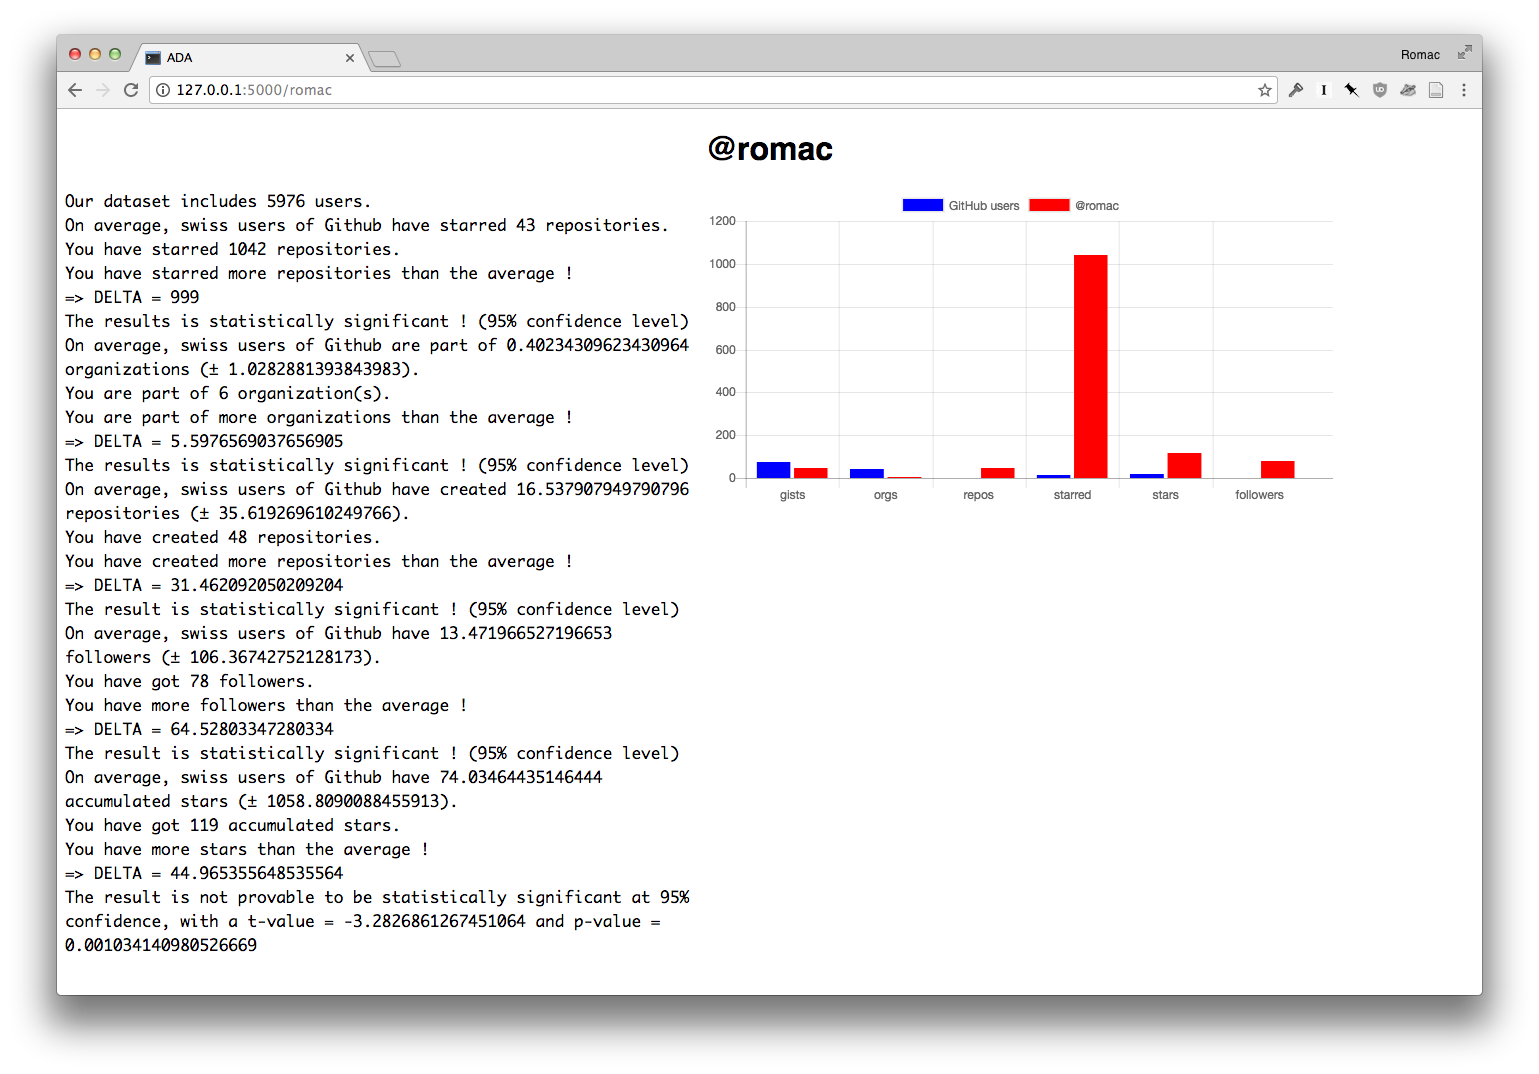 ADA
Romac
127.0.0.1:5000/romac
@romac
Our dataset includes 5976 users.
On average, swiss users of Github have starred 43 repositories.
You have starred 1042 repositories.
You have starred more repositories than the average !
=> DELTA = 999
The results is statistically significant ! (95% confidence level)
On average, swiss users of Github are part of 0.40234309623430964
organizations (± 1.0282881393843983).
You are part of 6 organization(s).
You are part of more organizations than the average !
=> DELTA = 5.5976569037656905
The results is statistically significant ! (95% confidence level)
On average, swiss users of Github have created 16.537907949790796
repositories (± 35.619269610249766).
You have created 48 repositories.
You have created more repositories than the average !
=> DELTA = 31.462092050209204
The result is statistically significant ! (95% confidence level)
On average, swiss users of Github have 13.471966527196653
followers (± 106.36742752128173).
You have got 78 followers.
You have more followers than the average !
=> DELTA = 64.52803347280334
The result is statistically significant ! (95% confidence level)
On average, swiss users of Github have 74.03464435146444
accumulated stars (± 1058.8090088455913).
You have got 119 accumulated stars.
You have more stars than the average !
=> DELTA = 44.965355648535564
The result is not provable to be statistically significant at 95%
confidence, with a t-value = -3.2826861267451064 and p-value =
0.001034140980526669
GitHub users @romac
1200
1000
800
600
400
200
0
gists orgs repos starred stars followers